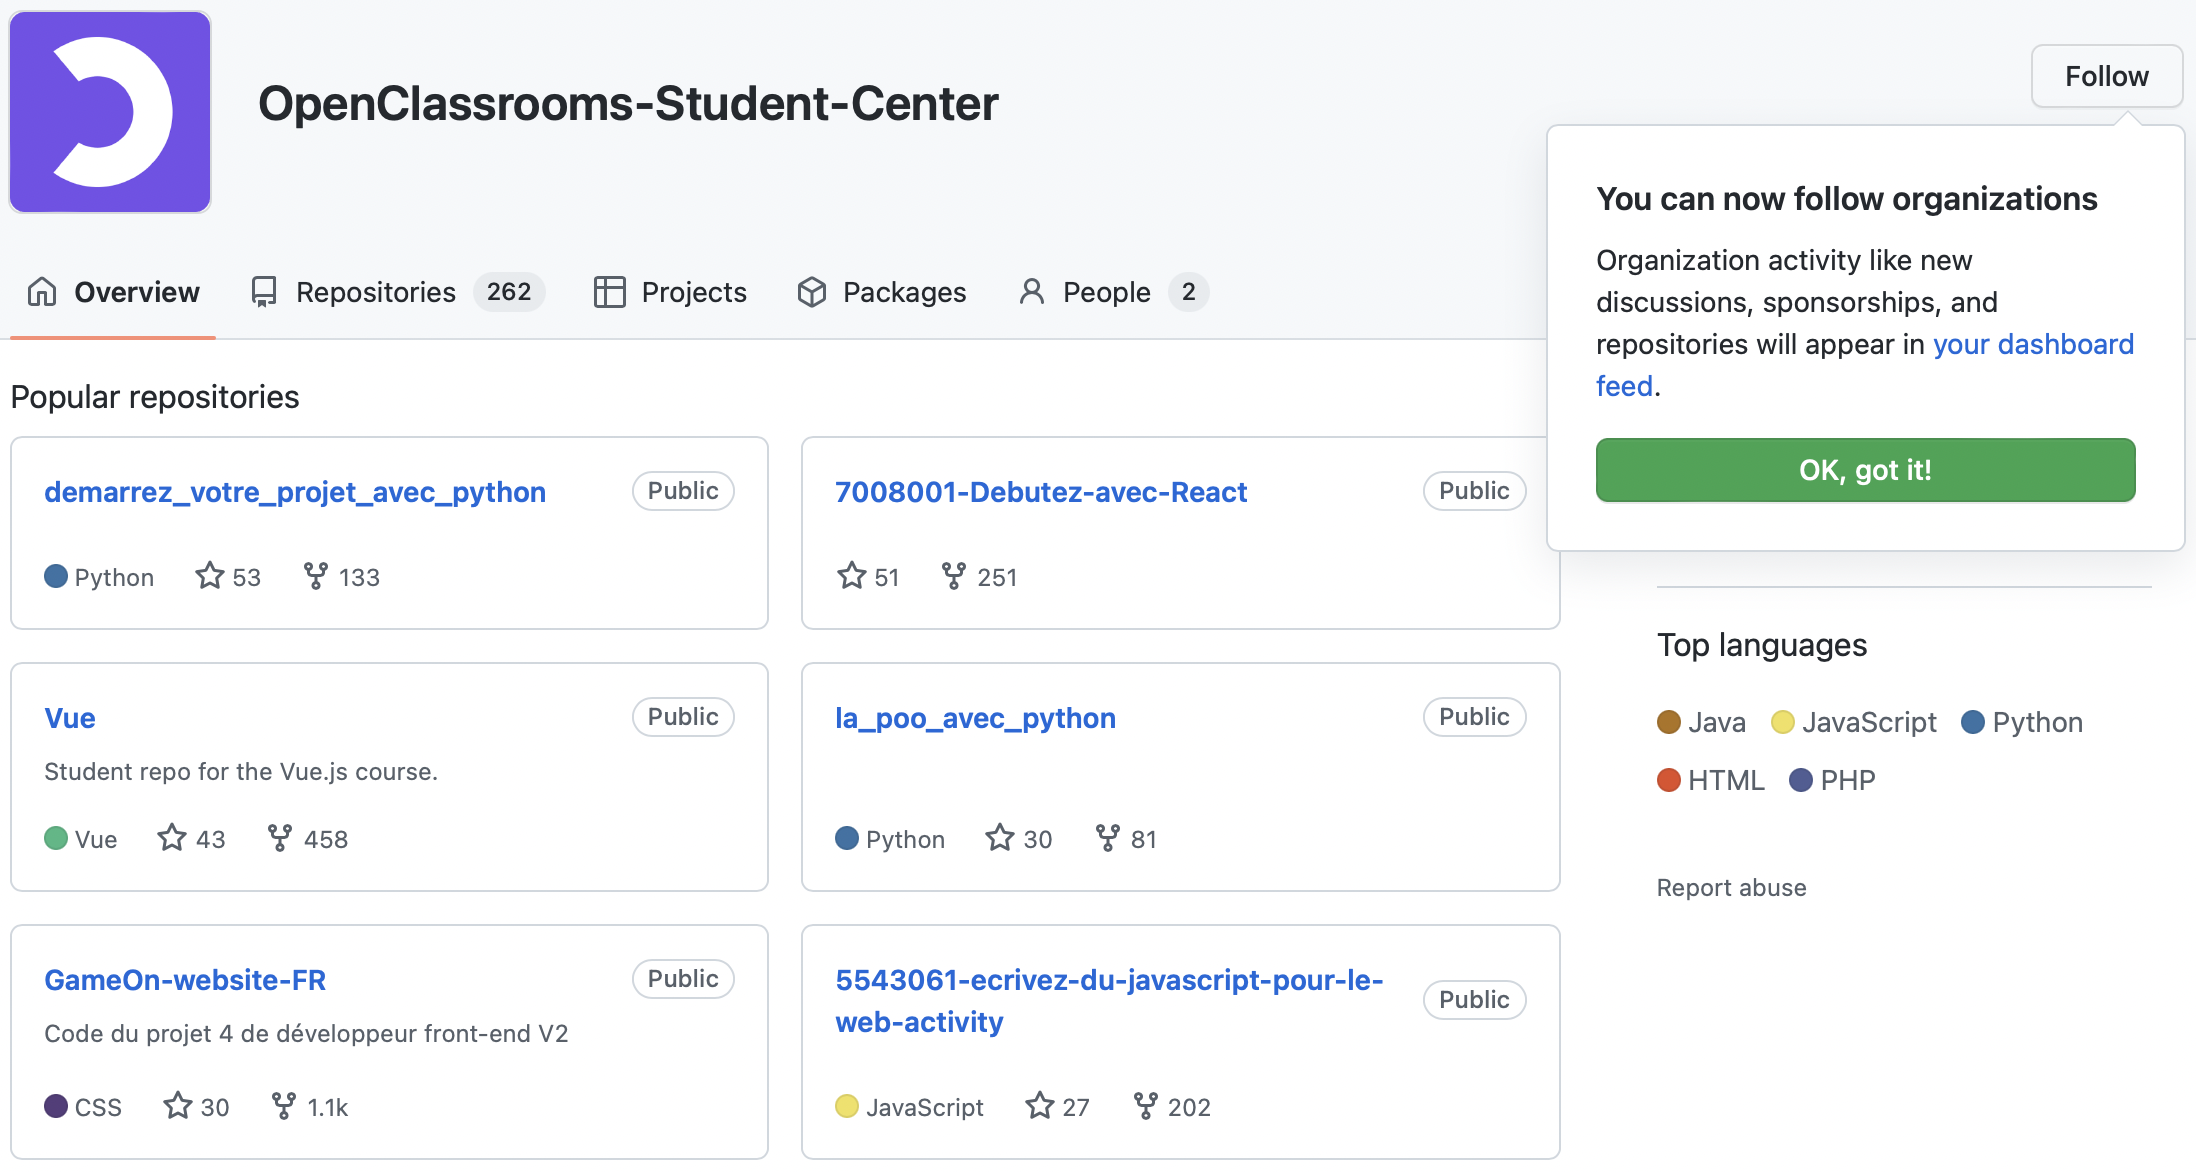 OpenClassrooms-Student-Center
Follow
You can now follow organizations
Organization activity like new
discussions, sponsorships, and
repositories will appear in your dashboard
feed.
OK, got it!
Overview
Repositories 262
Projects
Packages
People 2
Popular repositories
demarrez_votre_projet_avec_python Public
Python 53 133
7008001-Debutez-avec-React Public
51 251
Vue Public
Student repo for the Vue.js course.
Vue 43 458
la_poo_avec_python Public
Python 30 81
GameOn-website-FR Public
Code du projet 4 de développeur front-end V2
CSS 30 1.1k
5543061-ecrivez-du-javascript-pour-le-
web-activity Public
JavaScript 27 202
Top languages
Java JavaScript Python
HTML PHP
Report abuse